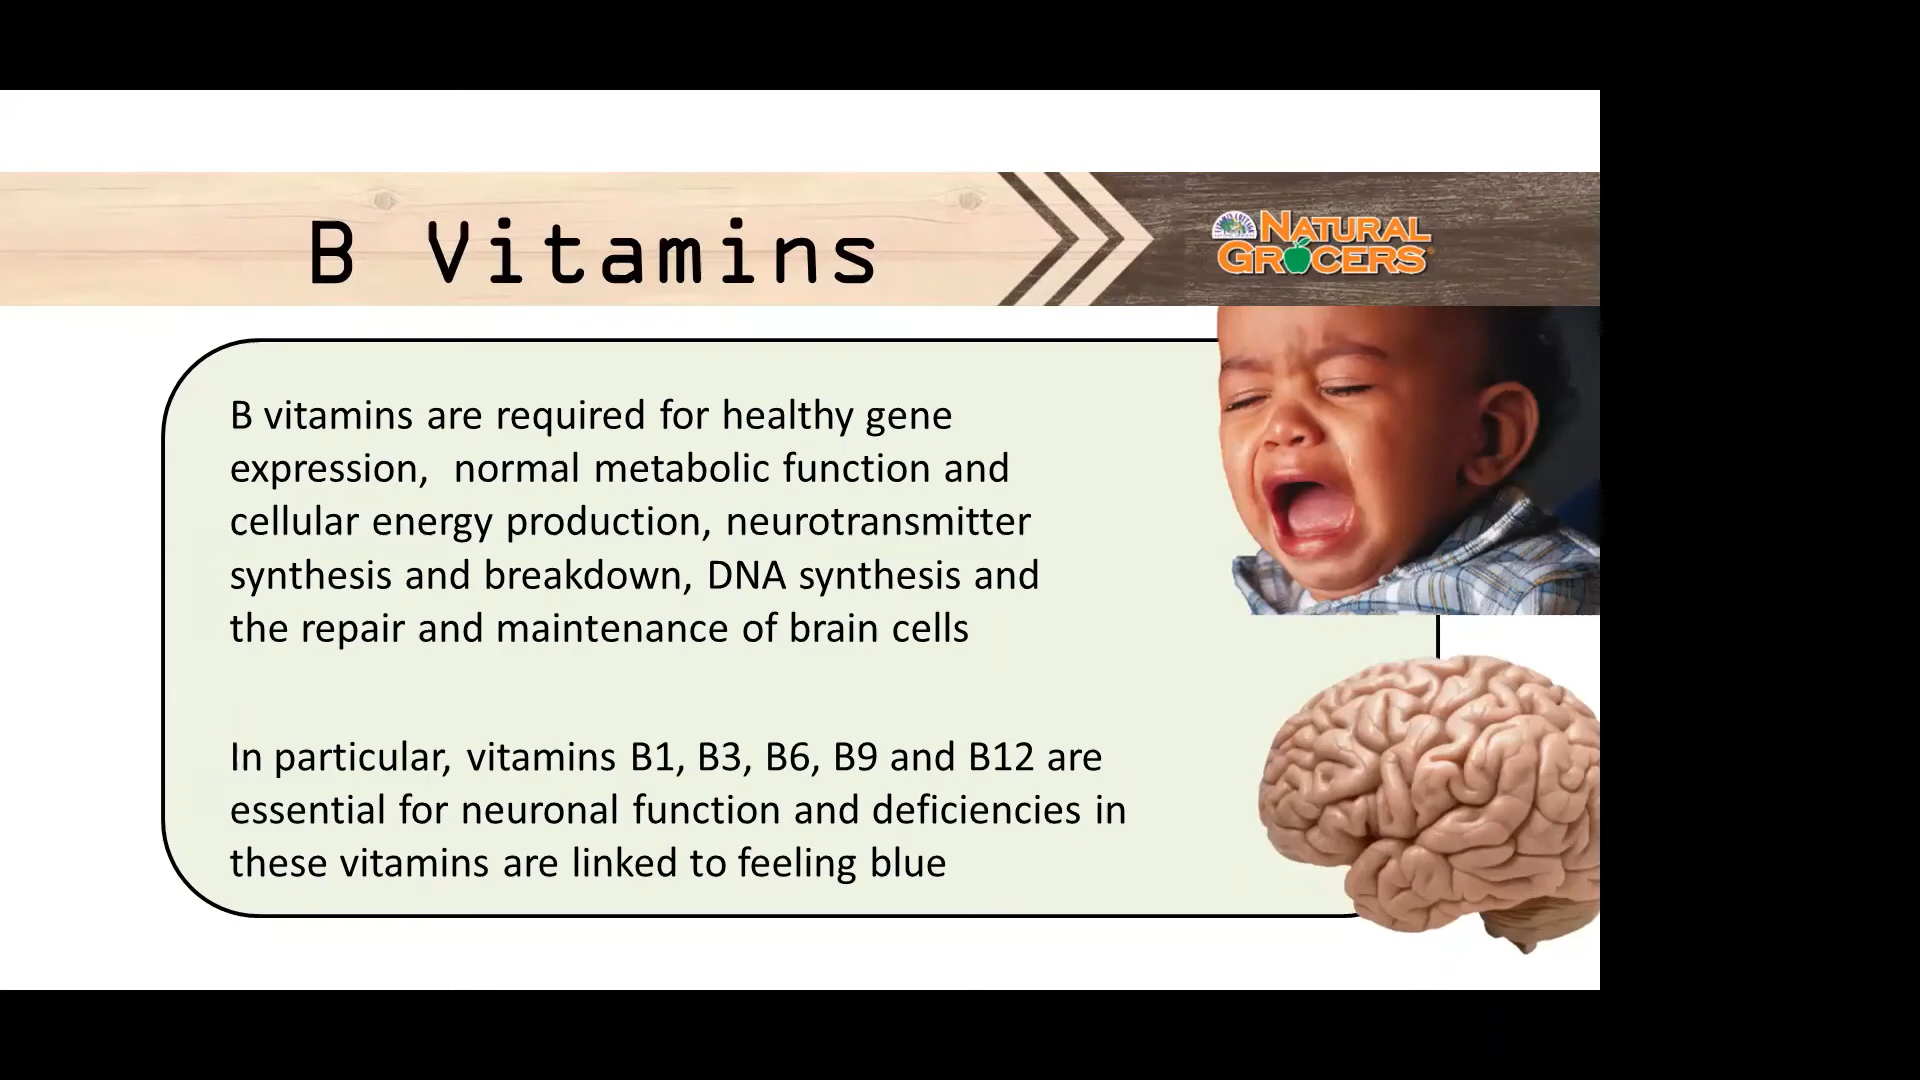 B Vitamins
NATURAL
GROCERS
B vitamins are required for healthy gene
expression,  normal metabolic function and
cellular energy production, neurotransmitter
synthesis and breakdown, DNA synthesis and
the repair and maintenance of brain cells
In particular, vitamins B1, B3, B6, B9 and B12 are
essential for neuronal function and deficiencies in
these vitamins are linked to feeling blue